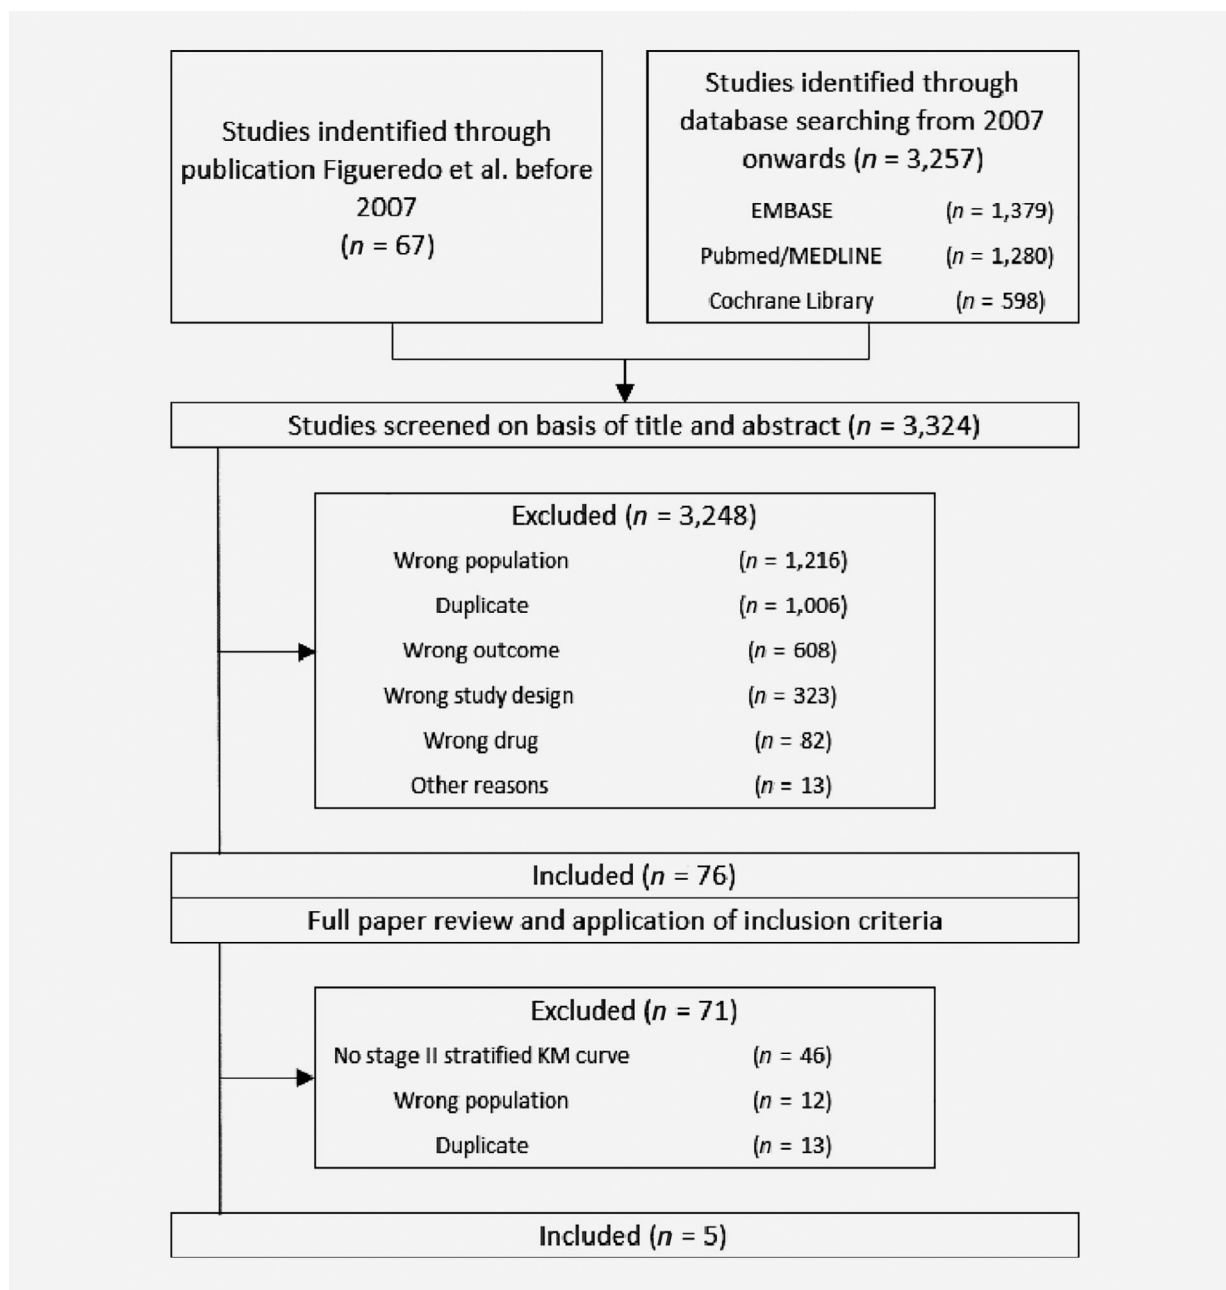 Studies indentified through
publication Figueredo et al. before
2007
(n = 67)
Studies identified through
database searching from 2007
onwards (n = 3,257)
EMBASE (n = 1,379)
Pubmed/MEDLINE (n = 1,280)
Cochrane Library (n = 598)
Studies screened on basis of title and abstract (n = 3,324)
Excluded (n = 3,248)
Wrong population (n = 1,216)
Duplicate (n = 1,006)
Wrong outcome (n = 608)
Wrong study design (n = 323)
Wrong drug (n = 82)
Other reasons (n = 13)
Included (n = 76)
Full paper review and application of inclusion criteria
Excluded (n = 71)
No stage II stratified KM curve (n = 46)
Wrong population (n = 12)
Duplicate (n = 13)
Included (n = 5)